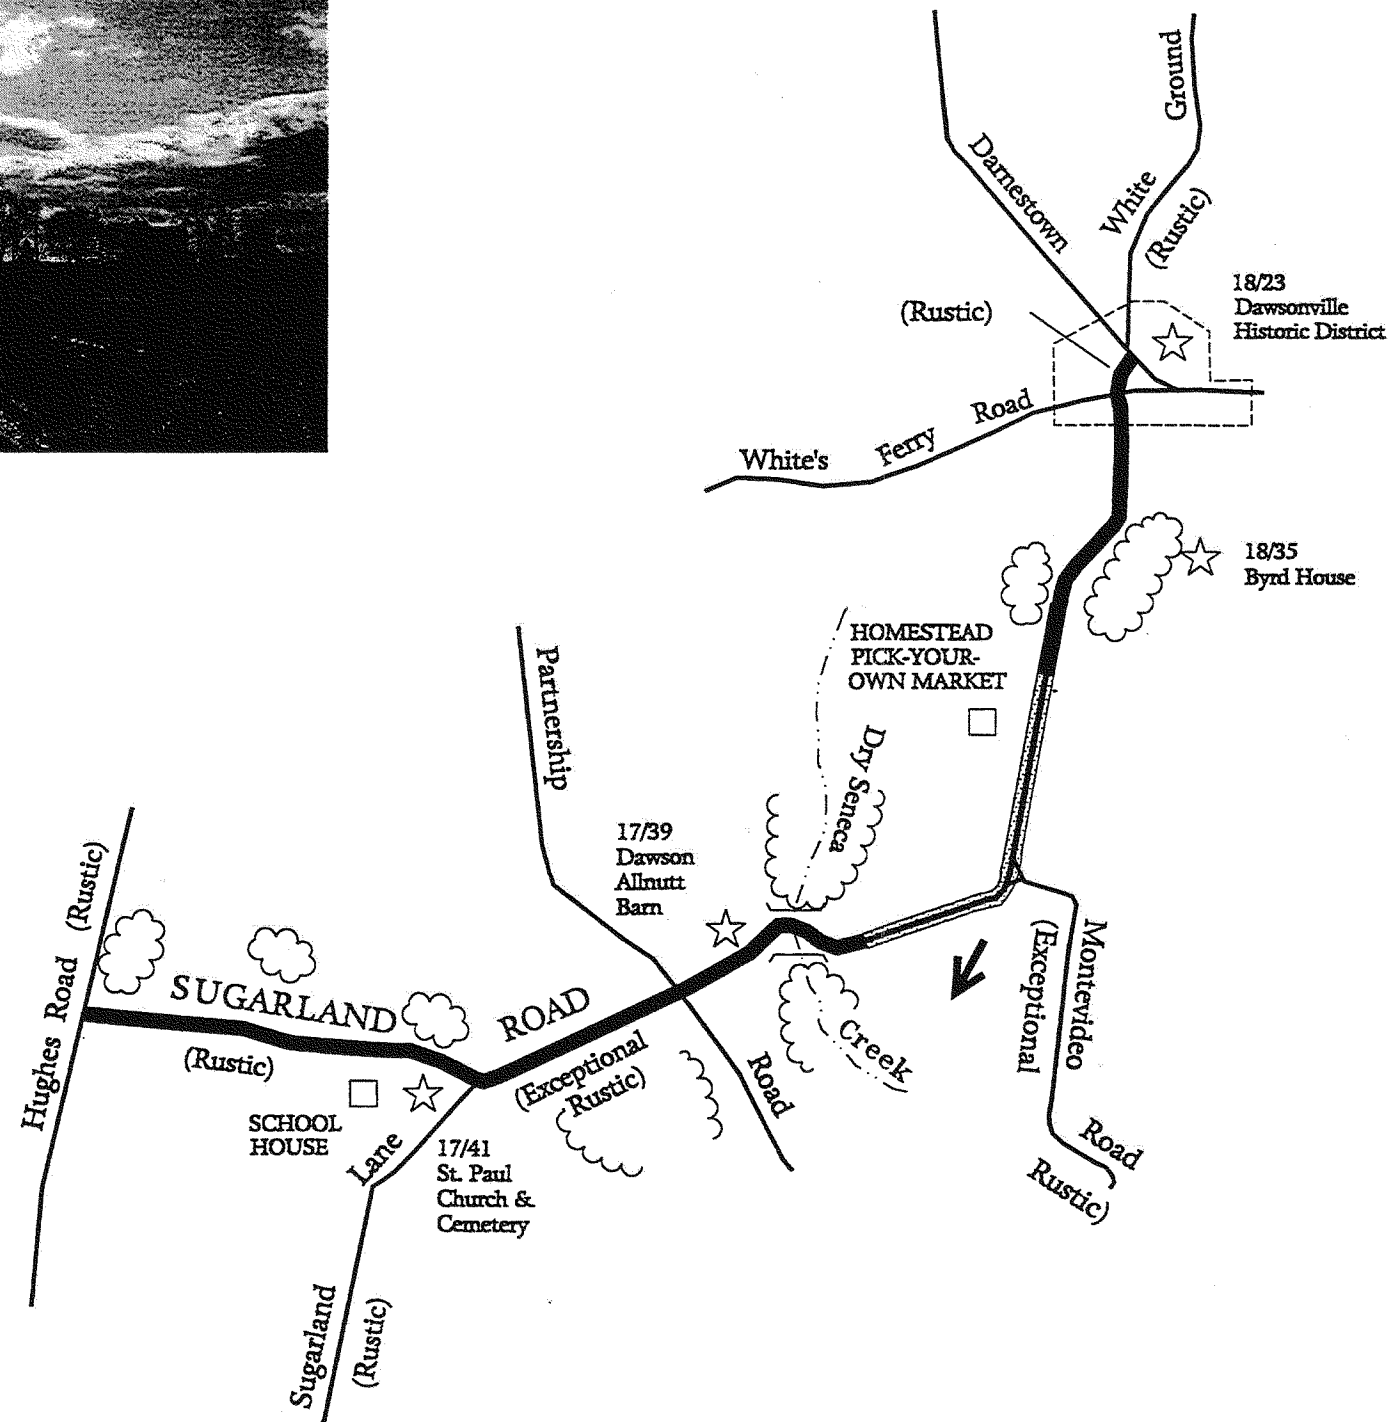 Ground
White
(Rustic)
Darnestown
18/23
Dawsonville
Historic District
(Rustic)
White's Ferry Road
18/35
Byrd House
HOMESTEAD
PICK-YOUR-
OWN MARKET
Partnership
Road
Dry Seneca
Creek
17/39
Dawson
Allnutt
Barn
Hughes Road (Rustic)
SUGARLAND ROAD
(Rustic)
(Exceptional
Rustic)
Montevideo
Road
(Exceptional
Rustic)
SCHOOL
HOUSE
17/41
St. Paul
Church &
Cemetery
Sugarland Lane
(Rustic)